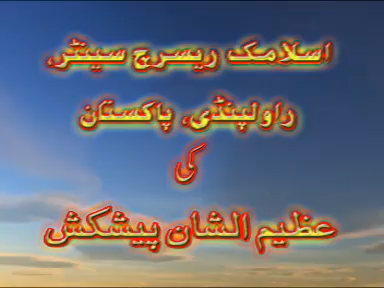 اسلامک ریسرچ سینٹر،
راولپنڈی، پاکستان
کی
عظیم الشان پیشکش